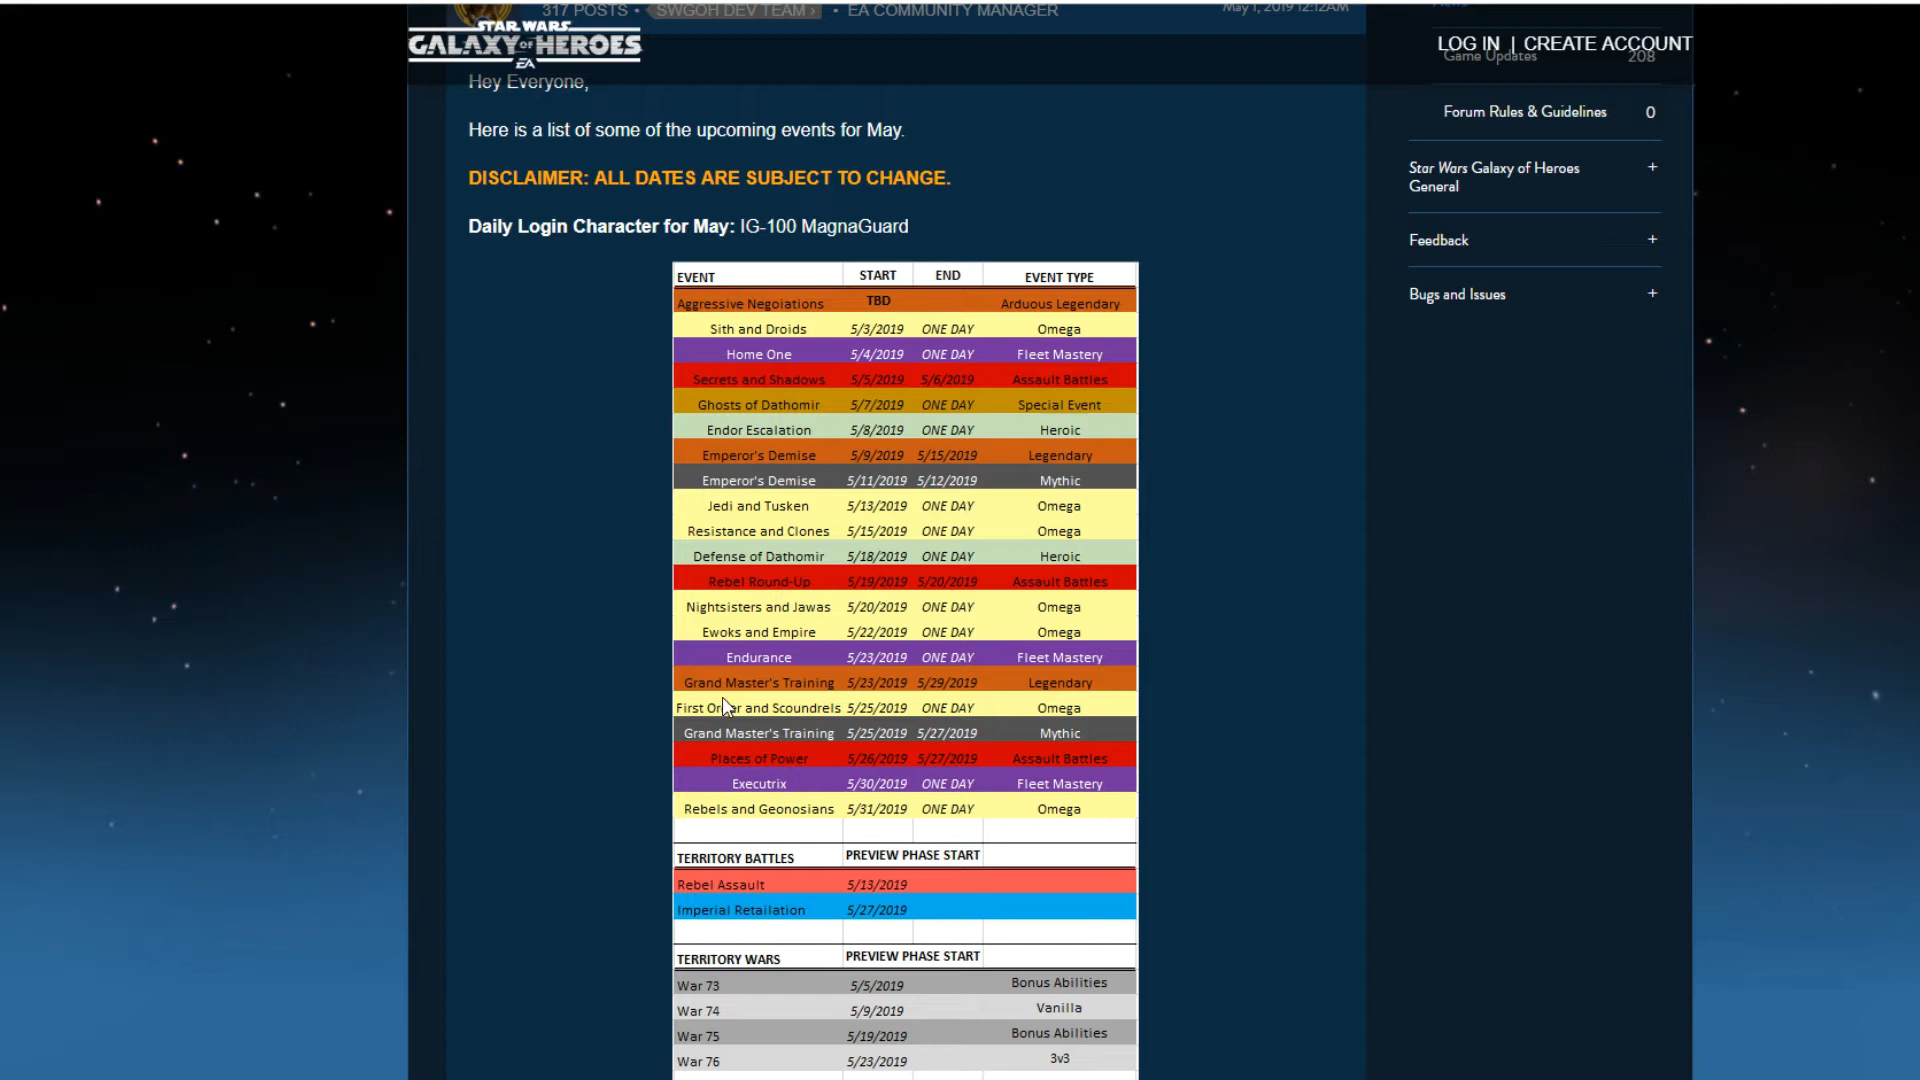 317 POSTS • SWGOH DEV TEAM • EA COMMUNITY MANAGER
May 1, 2019 12:12AM
STAR WARS
GALAXY OF HEROES
EA
LOG IN | CREATE ACCOUNT
Game Updates 208
Hey Everyone,
Here is a list of some of the upcoming events for May.
DISCLAIMER: ALL DATES ARE SUBJECT TO CHANGE.
Daily Login Character for May: IG-100 MagnaGuard
EVENT START END EVENT TYPE
Aggressive Negoiations TBD Arduous Legendary
Sith and Droids 5/3/2019 ONE DAY Omega
Home One 5/4/2019 ONE DAY Fleet Mastery
Secrets and Shadows 5/5/2019 5/6/2019 Assault Battles
Ghosts of Dathomir 5/7/2019 ONE DAY Special Event
Endor Escalation 5/8/2019 ONE DAY Heroic
Emperor's Demise 5/9/2019 5/15/2019 Legendary
Emperor's Demise 5/11/2019 5/12/2019 Mythic
Jedi and Tusken 5/13/2019 ONE DAY Omega
Resistance and Clones 5/15/2019 ONE DAY Omega
Defense of Dathomir 5/18/2019 ONE DAY Heroic
Rebel Round-Up 5/19/2019 5/20/2019 Assault Battles
Nightsisters and Jawas 5/20/2019 ONE DAY Omega
Ewoks and Empire 5/22/2019 ONE DAY Omega
Endurance 5/23/2019 ONE DAY Fleet Mastery
Grand Master's Training 5/23/2019 5/29/2019 Legendary
First Order and Scoundrels 5/25/2019 ONE DAY Omega
Grand Master's Training 5/25/2019 5/27/2019 Mythic
Places of Power 5/26/2019 5/27/2019 Assault Battles
Executrix 5/30/2019 ONE DAY Fleet Mastery
Rebels and Geonosians 5/31/2019 ONE DAY Omega
TERRITORY BATTLES PREVIEW PHASE START
Rebel Assault 5/13/2019
Imperial Retailation 5/27/2019
TERRITORY WARS PREVIEW PHASE START
War 73 5/5/2019 Bonus Abilities
War 74 5/9/2019 Vanilla
War 75 5/19/2019 Bonus Abilities
War 76 5/23/2019 3v3
Forum Rules & Guidelines 0
Star Wars Galaxy of Heroes +
General
Feedback +
Bugs and Issues +